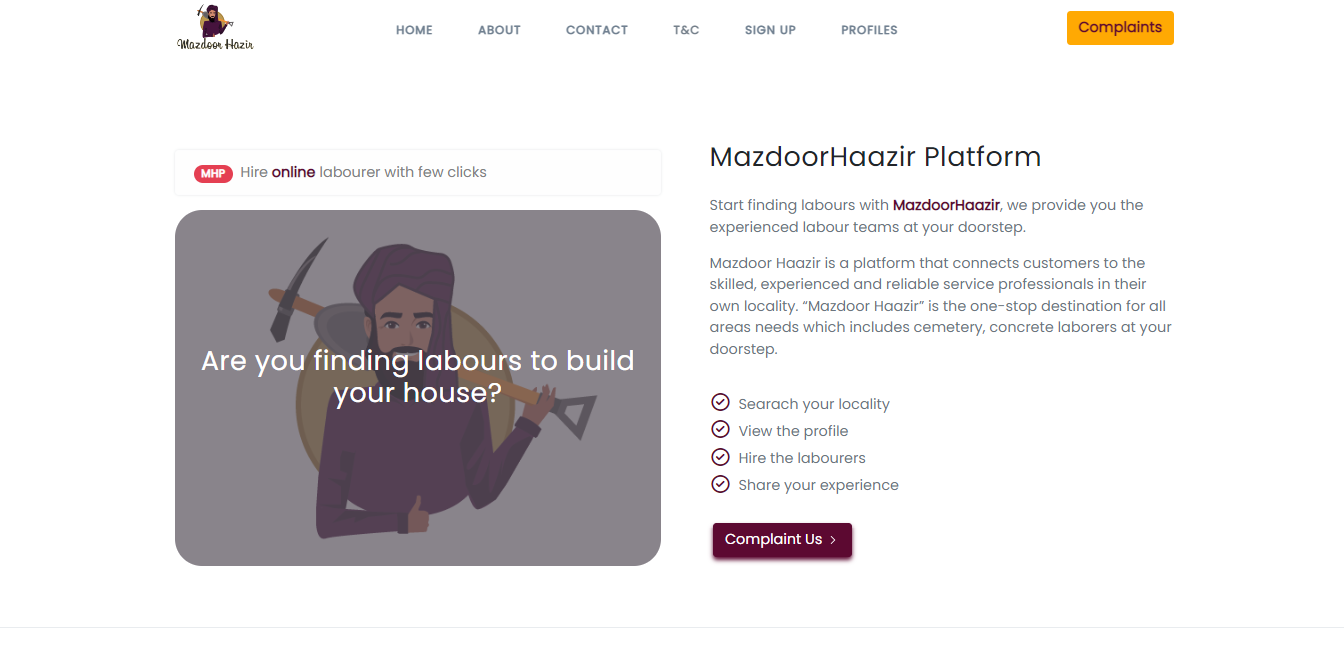 Mazdoor Hazir
HOME
ABOUT
CONTACT
T&C
SIGN UP
PROFILES
Complaints
MHP Hire online labourer with few clicks
Are you finding labours to build
your house?
MazdoorHaazir Platform
Start finding labours with MazdoorHaazir, we provide you the
experienced labour teams at your doorstep.
Mazdoor Haazir is a platform that connects customers to the
skilled, experienced and reliable service professionals in their
own locality. “Mazdoor Haazir” is the one-stop destination for all
areas needs which includes cemetery, concrete laborers at your
doorstep.
Searach your locality
View the profile
Hire the labourers
Share your experience
Complaint Us